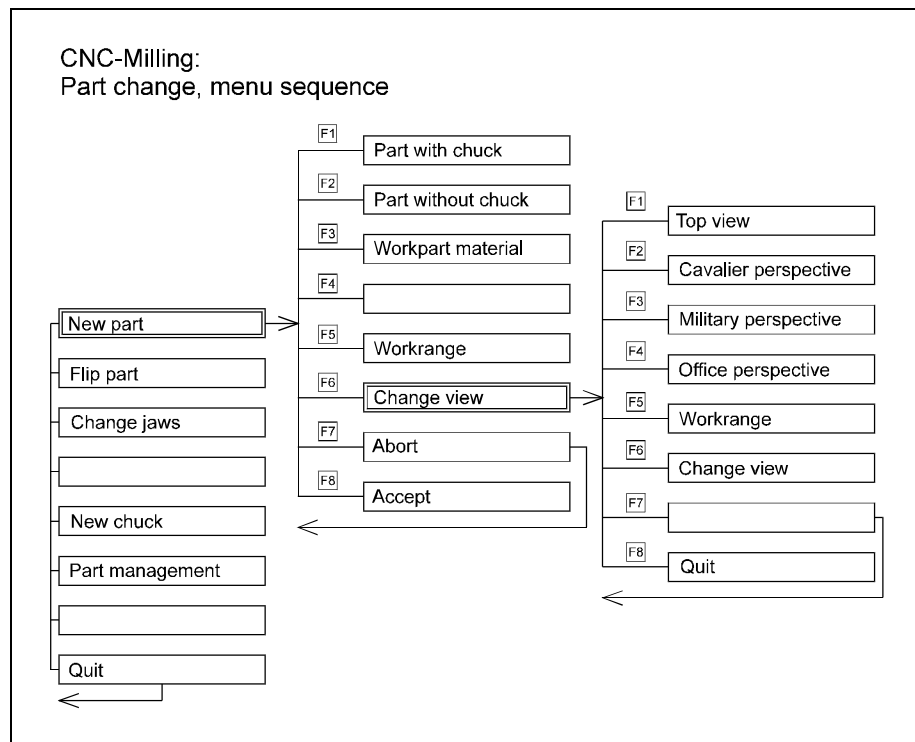 CNC-Milling:
Part change, menu sequence
New part
Flip part
Change jaws
New chuck
Part management
Quit
F1
Part with chuck
F2
Part without chuck
F3
Workpart material
F4
F5
Workrange
F6
Change view
F7
Abort
F8
Accept
F1
Top view
F2
Cavalier perspective
F3
Military perspective
F4
Office perspective
F5
Workrange
F6
Change view
F7
F8
Quit